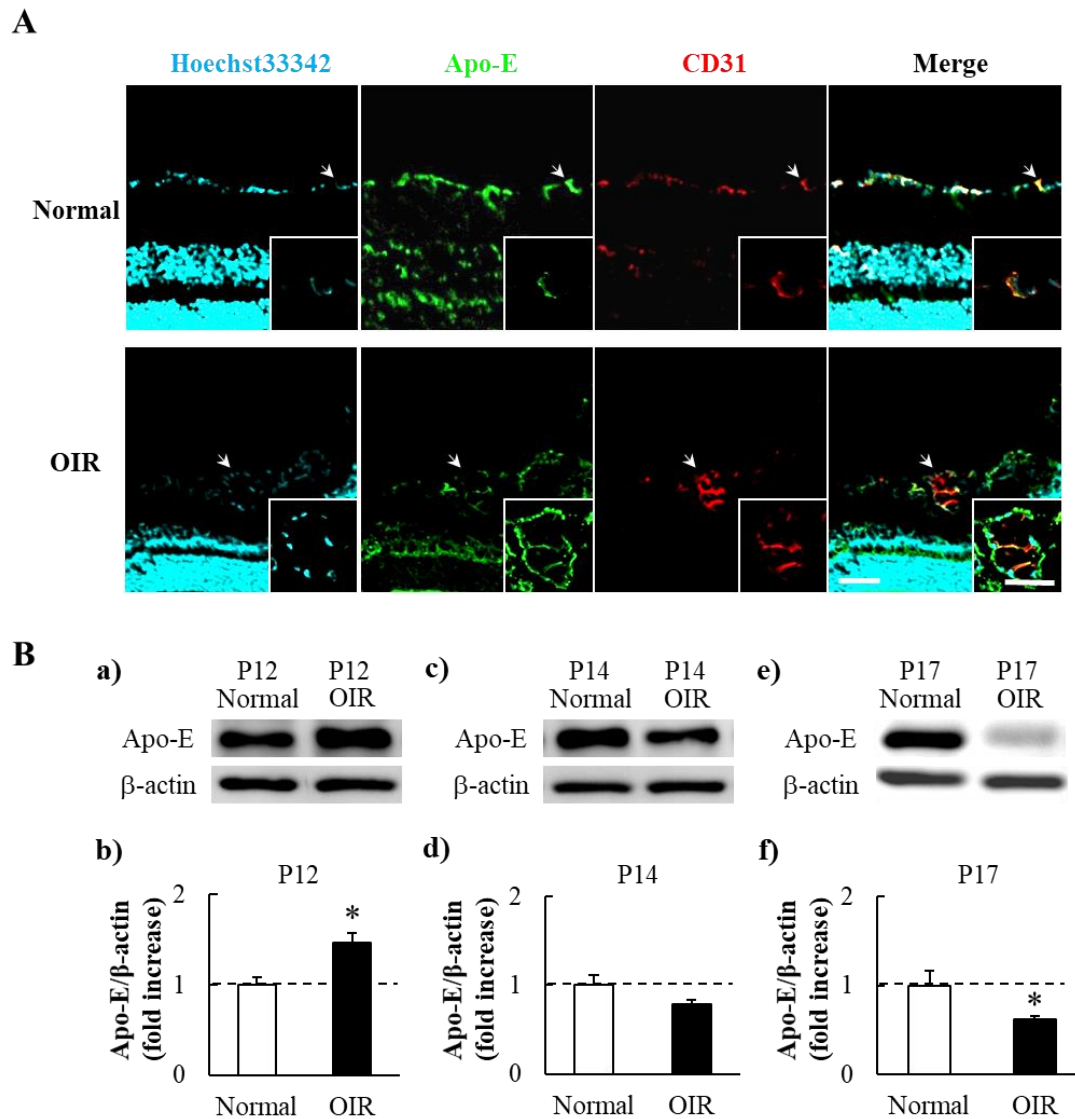 A
Hoechst33342 Apo-E CD31 Merge
Normal
OIR
B
a) P12 P12
Normal OIR
Apo-E
β-actin
c) P14 P14
Normal OIR
Apo-E
β-actin
e) P17 P17
Normal OIR
Apo-E
β-actin
b)
P12
Apo-E/β-actin
(fold increase)
2
*
1
0
Normal OIR
d)
P14
Apo-E/β-actin
(fold increase)
2
1
0
Normal OIR
f)
P17
Apo-E/β-actin
(fold increase)
2
1
*
0
Normal OIR